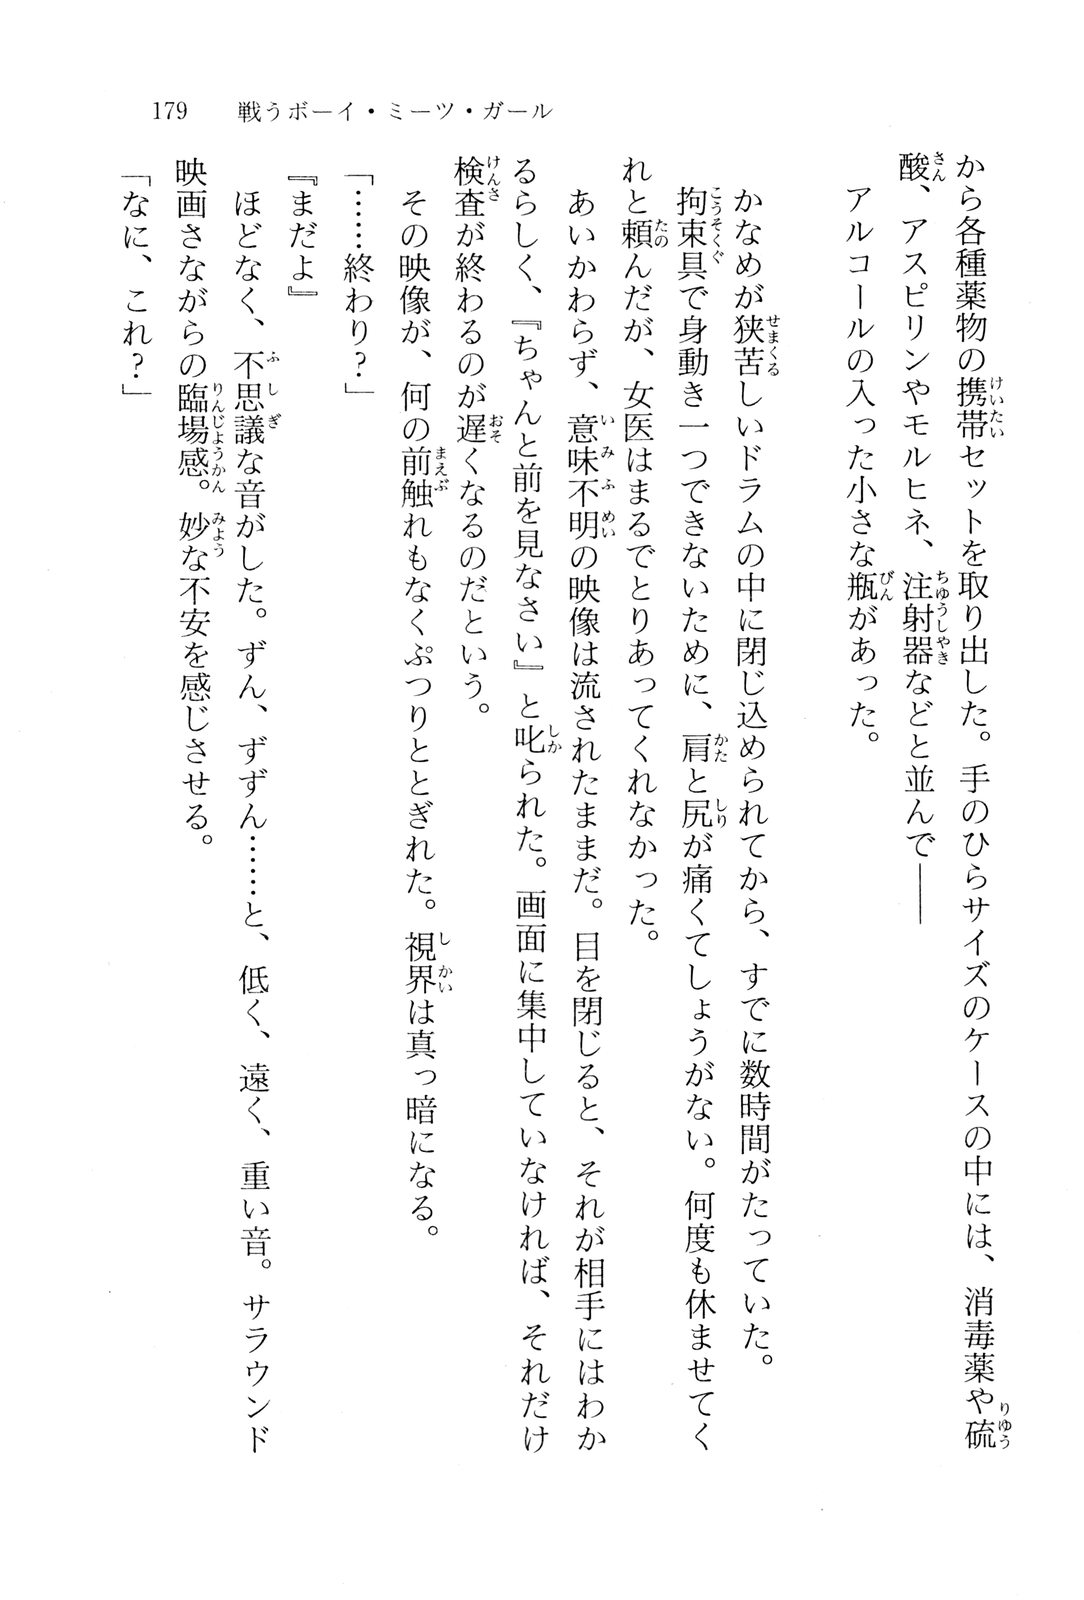 179 戦うボーイ・ミーツ・ガール
から各種薬物の携帯セットを取り出した。手のひらサイズのケースの中には、消毒薬や硫
酸、アスピリンやモルヒネ、注射器などと並んで――
アルコールの入った小さな瓶があった。
かなめが狭苦しいドラムの中に閉じ込められてから、すでに数時間がたっていた。
拘束具で身動き一つできないために、肩と尻が痛くてしょうがない。何度も休ませてく
れと頼んだが、女医はまるでとりあってくれなかった。
あいかわらず、意味不明の映像は流されたままだ。目を閉じると、それが相手にはわか
るらしく、『ちゃんと前を見なさい』と叱られた。画面に集中していなければ、それだけ
検査が終わるのが遅くなるのだという。
その映像が、何の前触れもなくぷつりととぎれた。視界は真っ暗になる。
「……終わり？」
『まだよ』
ほどなく、不思議な音がした。ずん、ずずん……と、低く、遠く、重い音。サラウンド
映画さながらの臨場感。妙な不安を感じさせる。
「なに、これ？」